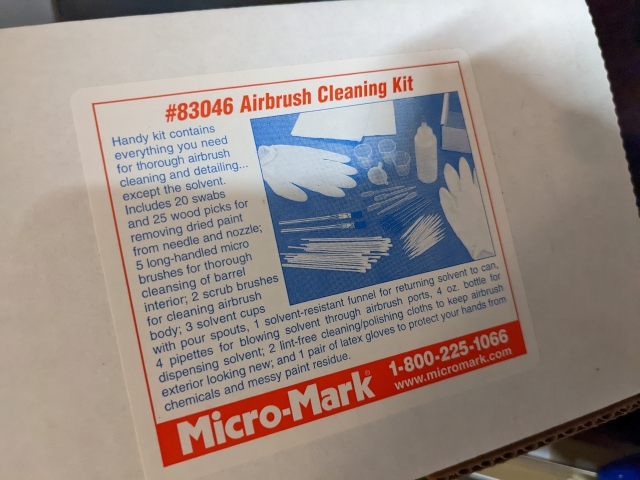 #83046 Airbrush Cleaning Kit
Handy kit contains
everything you need
for thorough airbrush
cleaning and detailing...
except the solvent.
Includes 20 swabs
and 25 wood picks for
removing dried paint
from needle and nozzle;
5 long-handled micro
brushes for thorough
cleansing of barrel
interior; 2 scrub brushes
for cleaning airbrush
body; 3 solvent cups
with pour spouts, 1 solvent-resistant funnel for returning solvent to can,
4 pipettes for blowing solvent through airbrush ports, 4 oz. bottle for
dispensing solvent; 2 lint-free cleaning/polishing cloths to keep airbrush
exterior looking new; and 1 pair of latex gloves to protect your hands from
chemicals and messy paint residue.
Micro-Mark®
1-800-225-1066
www.micromark.com